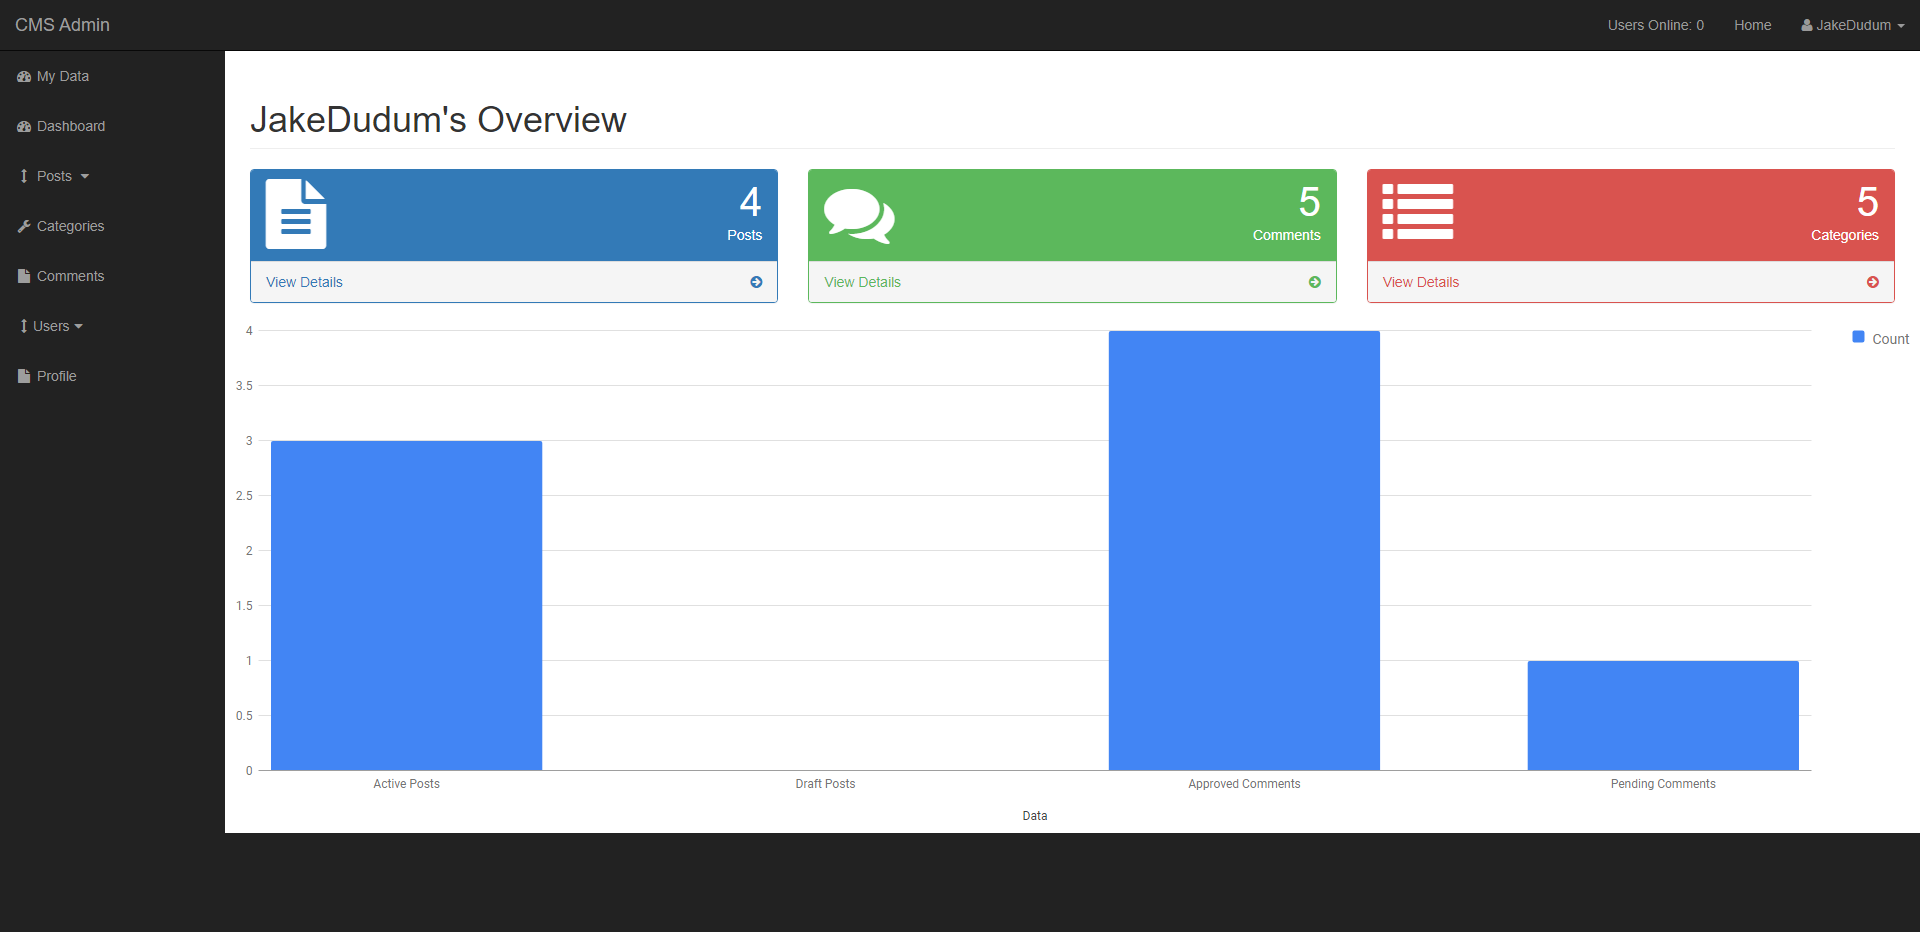 CMS Admin
Users Online: 0
Home
JakeDudum
My Data
Dashboard
Posts
Categories
Comments
Users
Profile
JakeDudum's Overview
4
Posts
View Details
5
Comments
View Details
5
Categories
View Details
4
3.5
3
2.5
2
1.5
1
0.5
0
Count
Active Posts
Draft Posts
Approved Comments
Pending Comments
Data